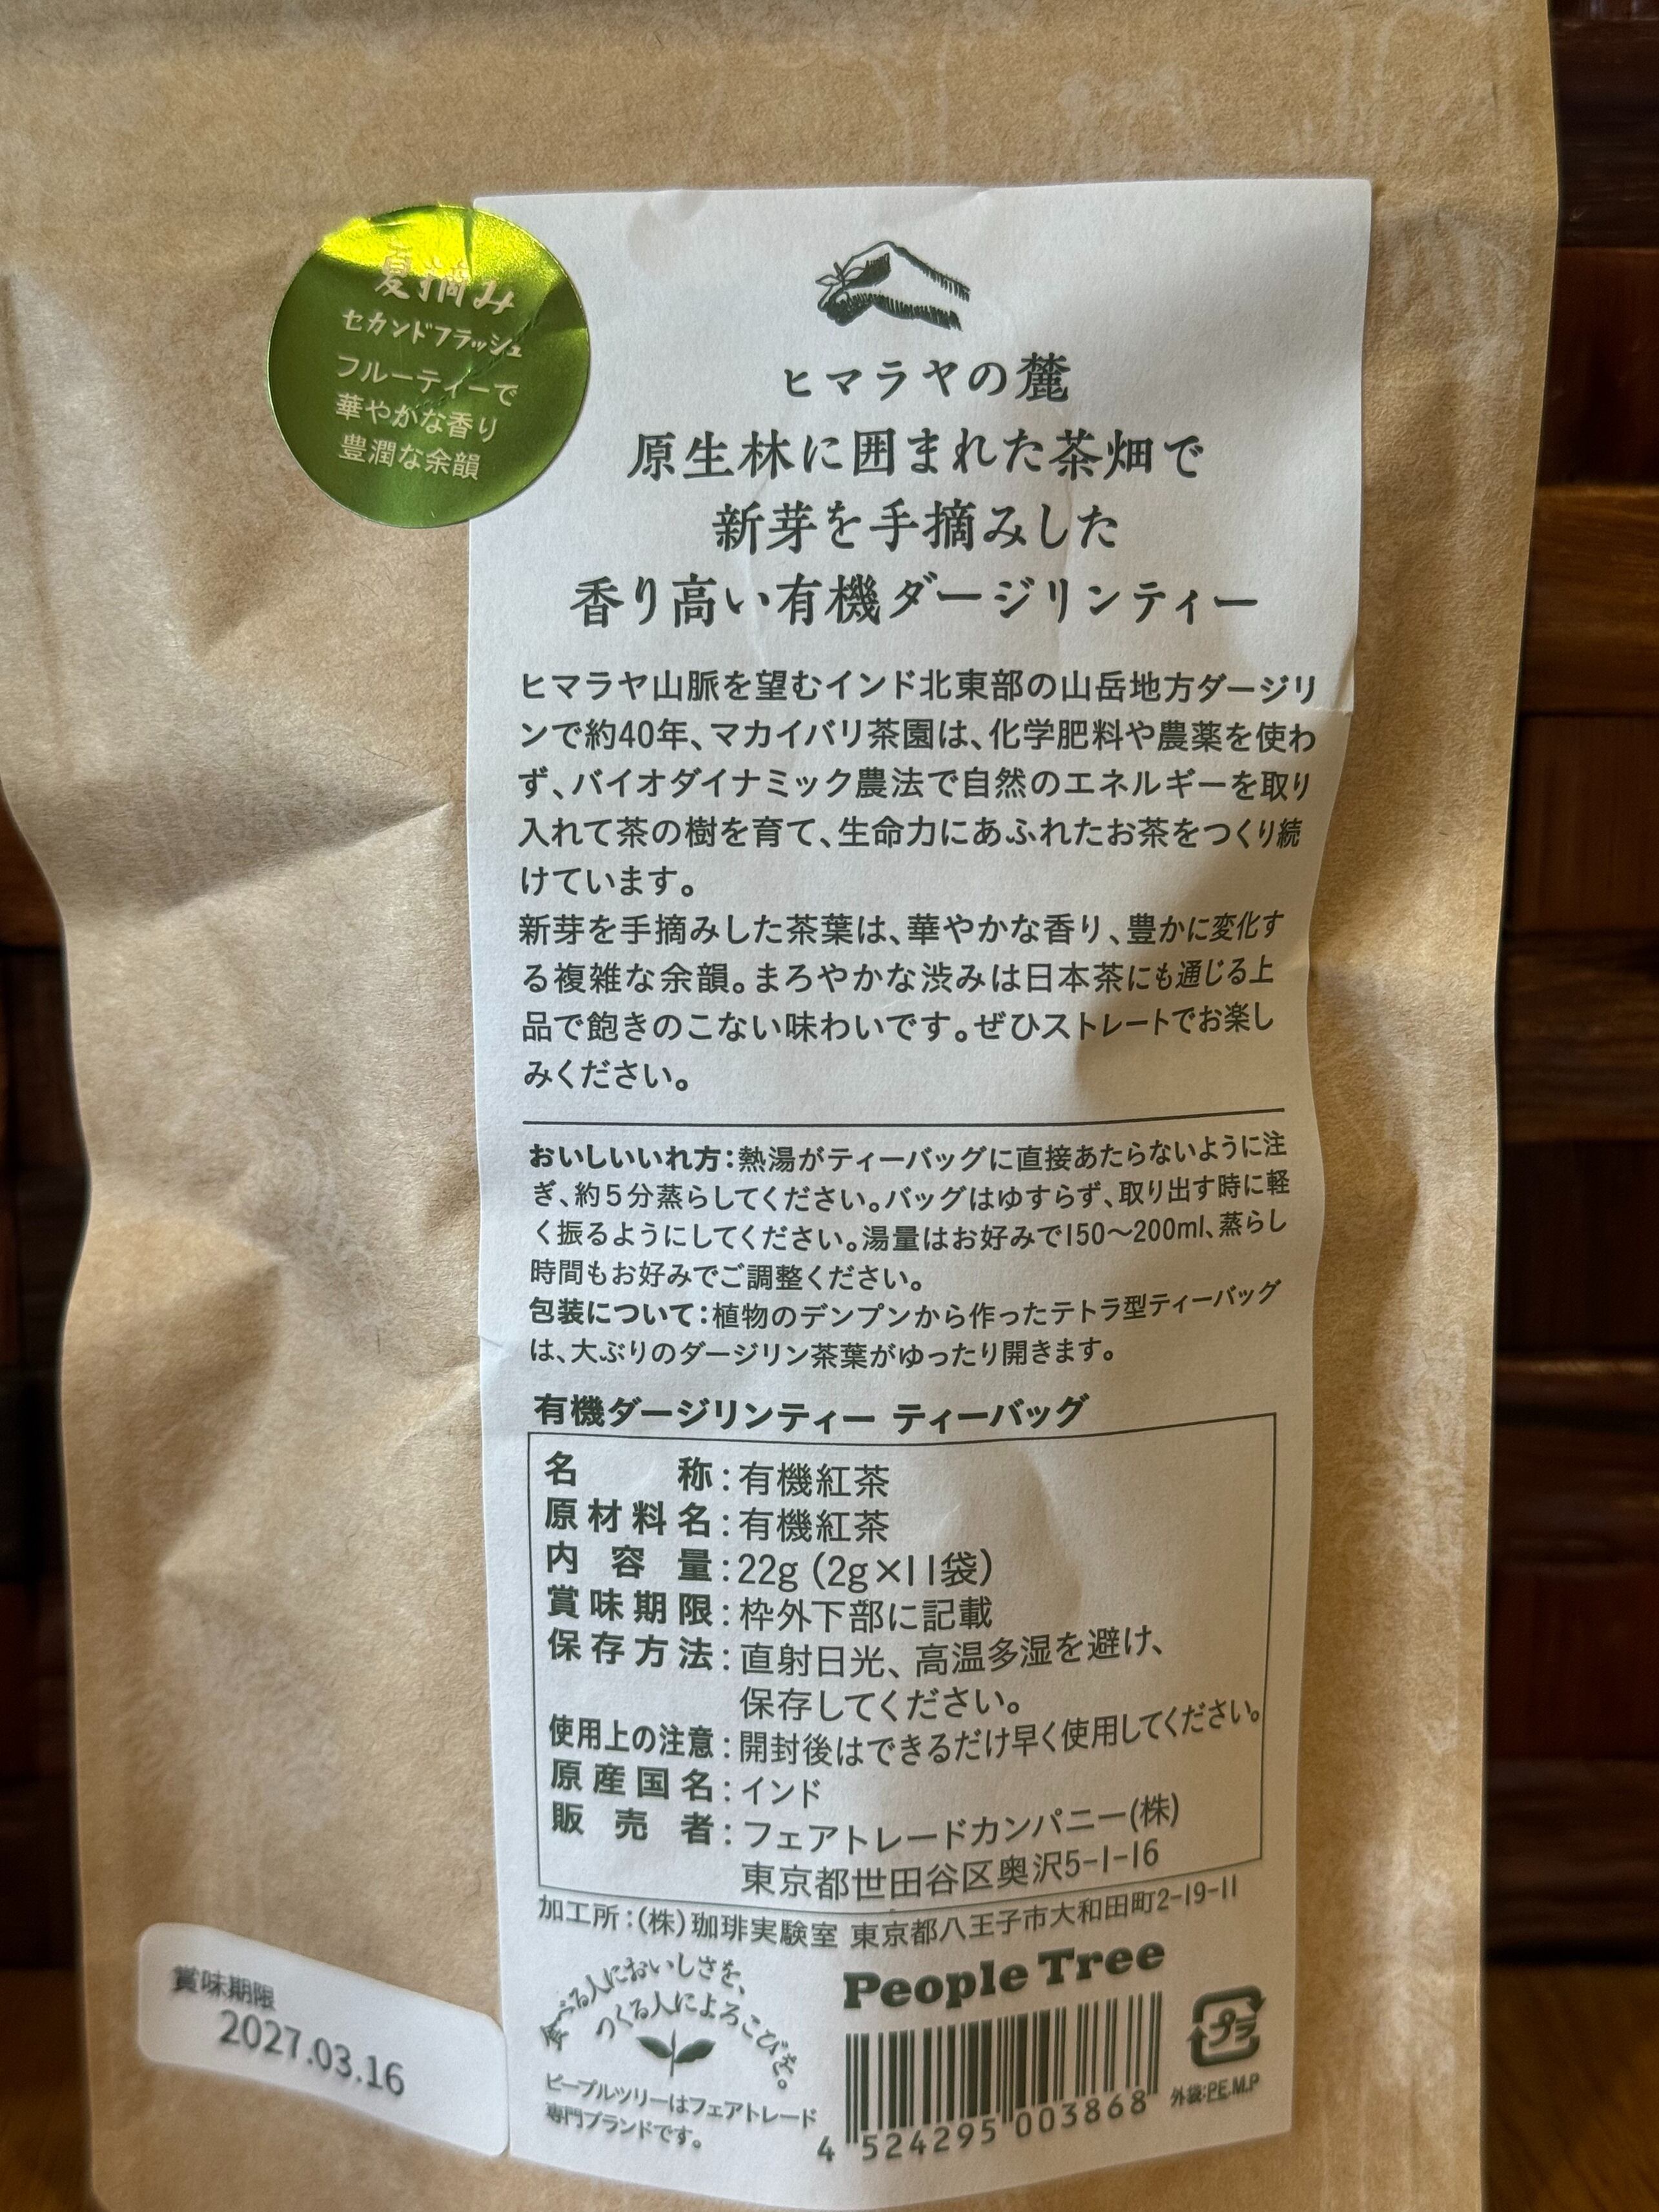 夏摘み
セカンドフラッシュ
フルーティーで
華やかな香り
豊潤な余韻
ヒマラヤの麓
原生林に囲まれた茶畑で
新芽を手摘みした
香り高い有機ダージリンティー
ヒマラヤ山脈を望むインド北東部の山岳地方ダージリ
ンで約40年、マカイバリ茶園は、化学肥料や農薬を使わ
ず、バイオダイナミック農法で自然のエネルギーを取り
入れて茶の樹を育て、生命力にあふれたお茶をつくり続
けています。
新芽を手摘みした茶葉は、華やかな香り、豊かに変化す
る複雑な余韻。まろやかな渋みは日本茶にも通じる上
品で飽きのこない味わいです。ぜひストレートでお楽し
みください。
おいしいいれ方：熱湯がティーバッグに直接あたらないように注
ぎ、約5分蒸らしてください。バッグはゆすらず、取り出す時に軽
く振るようにしてください。湯量はお好みで150〜200ml、蒸らし
時間もお好みでご調整ください。
包装について：植物のデンプンから作ったテトラ型ティーバッグ
は、大ぶりのダージリン茶葉がゆったり開きます。
有機ダージリンティー ティーバッグ
名称：有機紅茶
原材料名：有機紅茶
内容量：22g（2g×11袋）
賞味期限：枠外下部に記載
保存方法：直射日光、高温多湿を避け、
保存してください。
使用上の注意：開封後はできるだけ早く使用してください。
原産国名：インド
販売者：フェアトレードカンパニー(株)
東京都世田谷区奥沢5-1-16
加工所：(株)珈琲実験室 東京都八王子市大和田町2-19-11
食べる人においしさを、
つくる人によろこびを。
ピープルツリーはフェアトレード
専門ブランドです。
People Tree
4 524295 003868
プラ
外袋:PE,M,P
賞味期限
2027.03.16